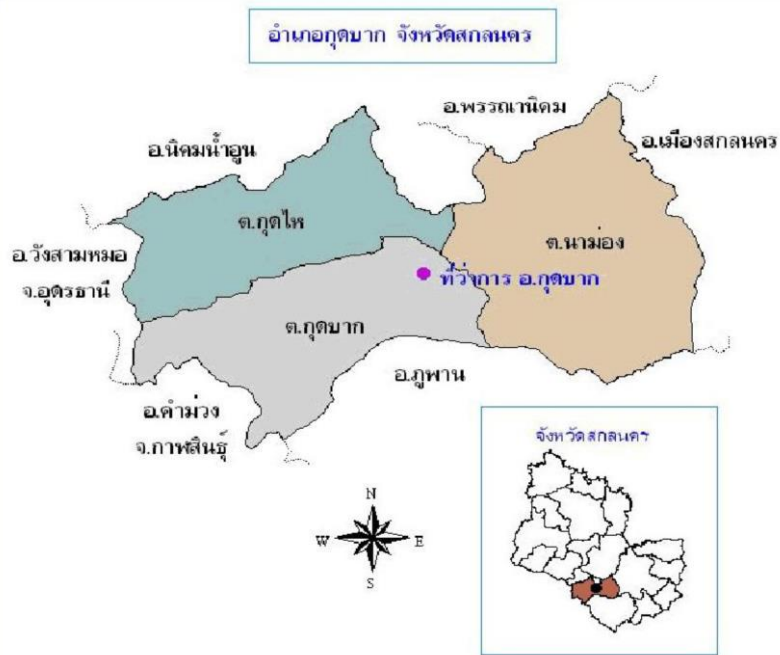 อำเภอกุดบาก จังหวัดสกลนคร
อ.พรรณานิคม
อ.เมืองสกลนคร
อ.นิคมน้ำอูน
ต.กุดไห
ต.นาม่อง
อ.วังสามหมอ
จ.อุดรธานี
ที่ว่าการ อ.กุดบาก
ต.กุดบาก
อ.ภูพาน
อ.คำม่วง
จ.กาฬสินธุ์
จังหวัดสกลนคร
N
W E
S